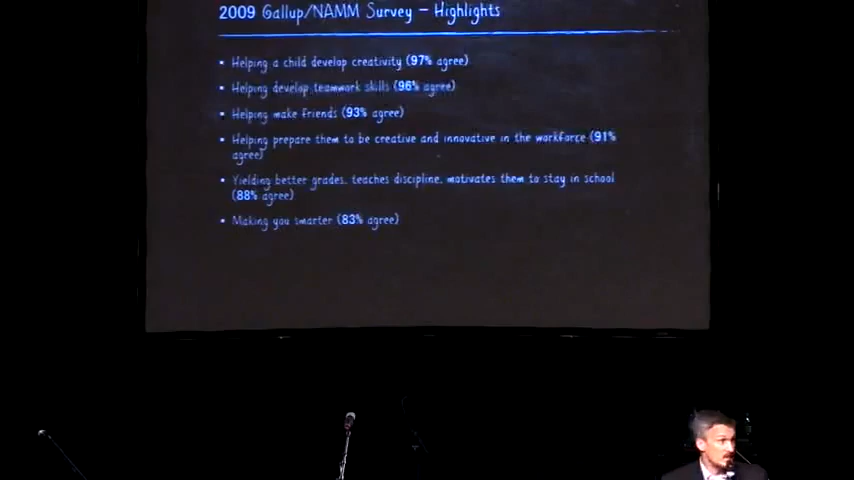 2009 Gallup/NAMM Survey – Highlights
• Helping a child develop creativity (97% agree)
• Helping develop teamwork skills (96% agree)
• Helping make friends (93% agree)
• Helping prepare them to be creative and innovative in the workforce (91%
agree)
• Yielding better grades, teaches discipline, motivates them to stay in school
(88% agree)
• Making you smarter (83% agree)